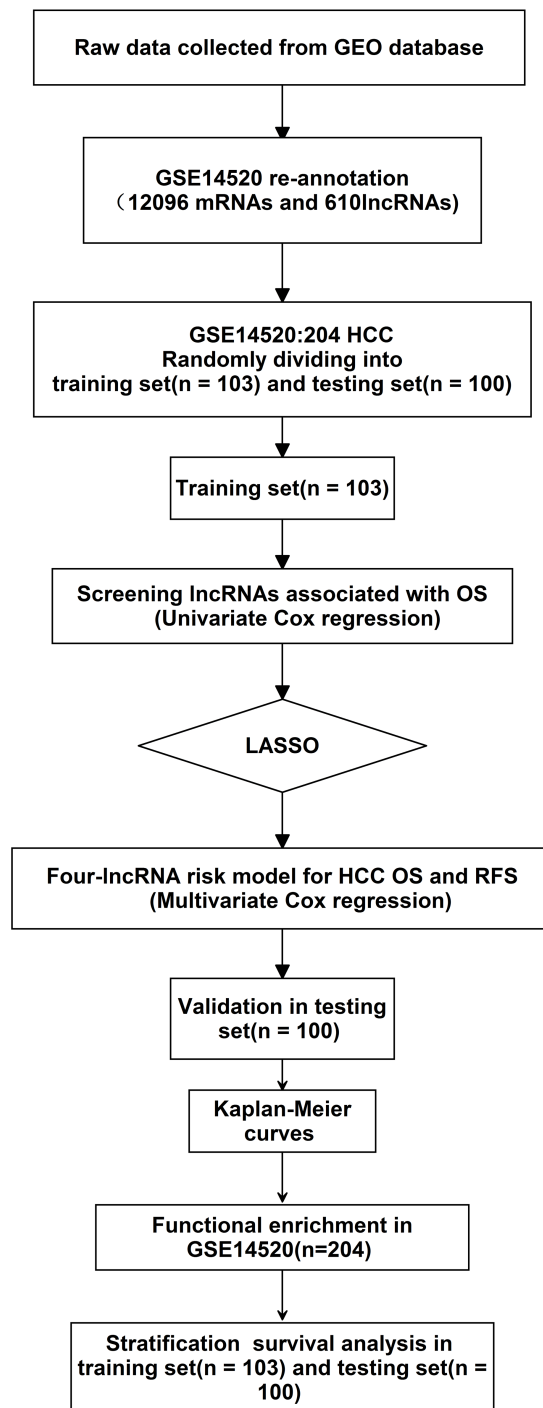 Raw data collected from GEO database
GSE14520 re-annotation
（12096 mRNAs and 610lncRNAs)
GSE14520:204 HCC
Randomly dividing into
training set(n = 103) and testing set(n = 100)
Training set(n = 103)
Screening lncRNAs associated with OS
(Univariate Cox regression)
LASSO
Four-lncRNA risk model for HCC OS and RFS
(Multivariate Cox regression)
Validation in testing
set(n = 100)
Kaplan-Meier
curves
Functional enrichment in
GSE14520(n=204)
Stratification  survival analysis in
training set(n = 103) and testing set(n =
100)